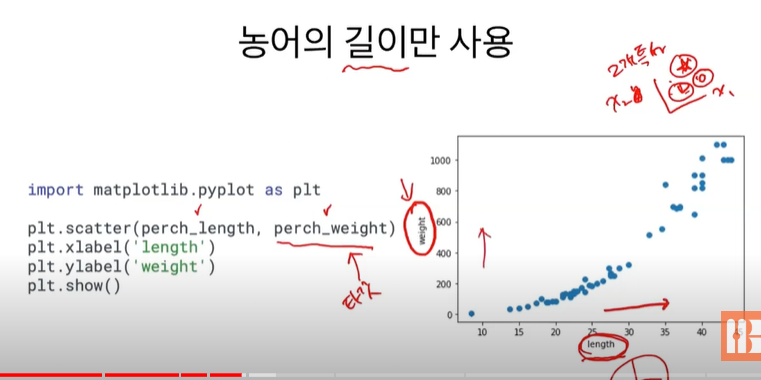 농어의 길이만 사용
2개 특성
x₂
x₁
import matplotlib.pyplot as plt
plt.scatter(perch_length, perch_weight)
plt.xlabel('length')
plt.ylabel('weight')
plt.show()
타깃
weight
1000
800
600
400
200
0
10
15
20
25
30
35
40
45
length